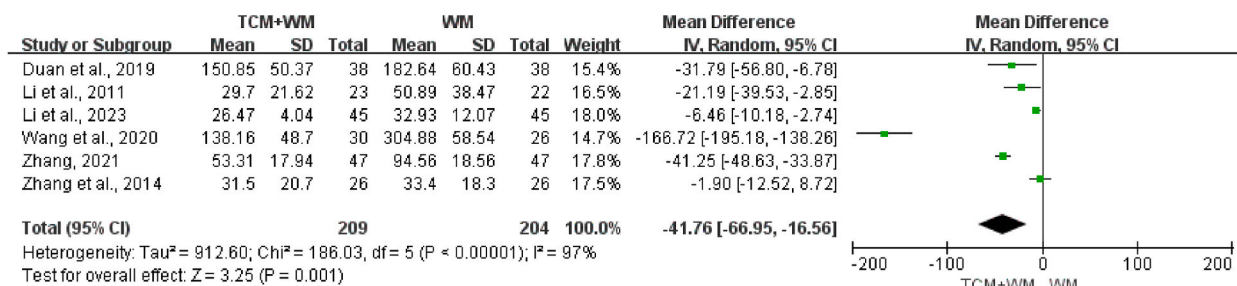 TCM+WM WM Mean Difference Mean Difference
Study or Subgroup Mean SD Total Mean SD Total Weight IV, Random, 95% CI IV, Random, 95% CI
Duan et al., 2019 150.85 50.37 38 182.64 60.43 38 15.4% -31.79 [-56.80, -6.78]
Li et al., 2011 29.7 21.62 23 50.89 38.47 22 16.5% -21.19 [-39.53, -2.85]
Li et al., 2023 26.47 4.04 45 32.93 12.07 45 18.0% -6.46 [-10.18, -2.74]
Wang et al., 2020 138.16 48.7 30 304.88 58.54 26 14.7% -166.72 [-195.18, -138.26]
Zhang, 2021 53.31 17.94 47 94.56 18.56 47 17.8% -41.25 [-48.63, -33.87]
Zhang et al., 2014 31.5 20.7 26 33.4 18.3 26 17.5% -1.90 [-12.52, 8.72]
Total (95% CI) 209 204 100.0% -41.76 [-66.95, -16.56]
Heterogeneity: Tau² = 912.60; Chi² = 186.03, df = 5 (P < 0.00001); I² = 97%
Test for overall effect: Z = 3.25 (P = 0.001)
-200 -100 0 100 200
TCM+WM WM